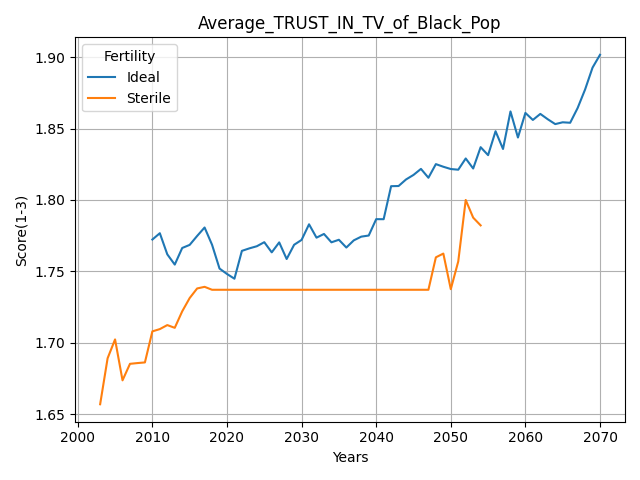 Average_TRUST_IN_TV_of_Black_Pop
Fertility
Ideal
Sterile
Score(1-3)
1.90
1.85
1.80
1.75
1.70
1.65
2000 2010 2020 2030 2040 2050 2060 2070
Years